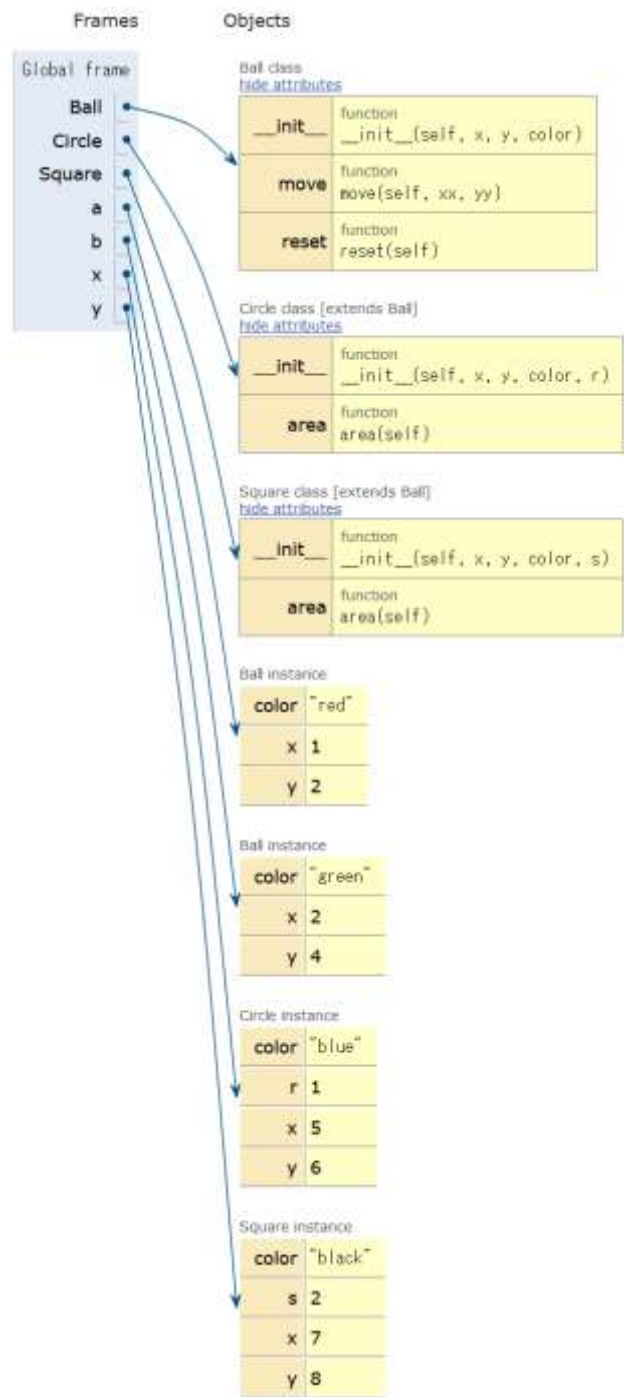 Frames Objects
Global frame
Ball
Circle
Square
a
b
x
y
Ball class
hide attributes
__init__ function
__init__(self, x, y, color)
move function
move(self, xx, yy)
reset function
reset(self)
Circle class [extends Ball]
hide attributes
__init__ function
__init__(self, x, y, color, r)
area function
area(self)
Square class [extends Ball]
hide attributes
__init__ function
__init__(self, x, y, color, s)
area function
area(self)
Ball instance
color "red"
x 1
y 2
Ball instance
color "green"
x 2
y 4
Circle instance
color "blue"
r 1
x 5
y 6
Square instance
color "black"
s 2
x 7
y 8